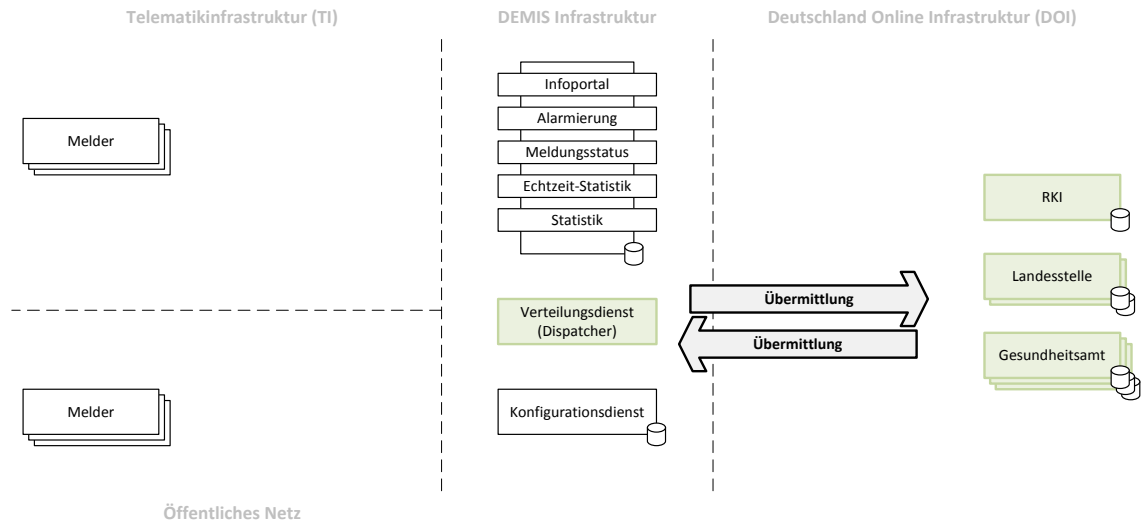 Telematikinfrastruktur (TI)
DEMIS Infrastruktur
Deutschland Online Infrastruktur (DOI)
Infoportal
Alarmierung
Melder
Meldungsstatus
Echtzeit-Statistik
RKI
Statistik
Landesstelle
Übermittlung
Verteilungsdienst
(Dispatcher)
Übermittlung
Gesundheitsamt
Melder
Konfigurationsdienst
Öffentliches Netz